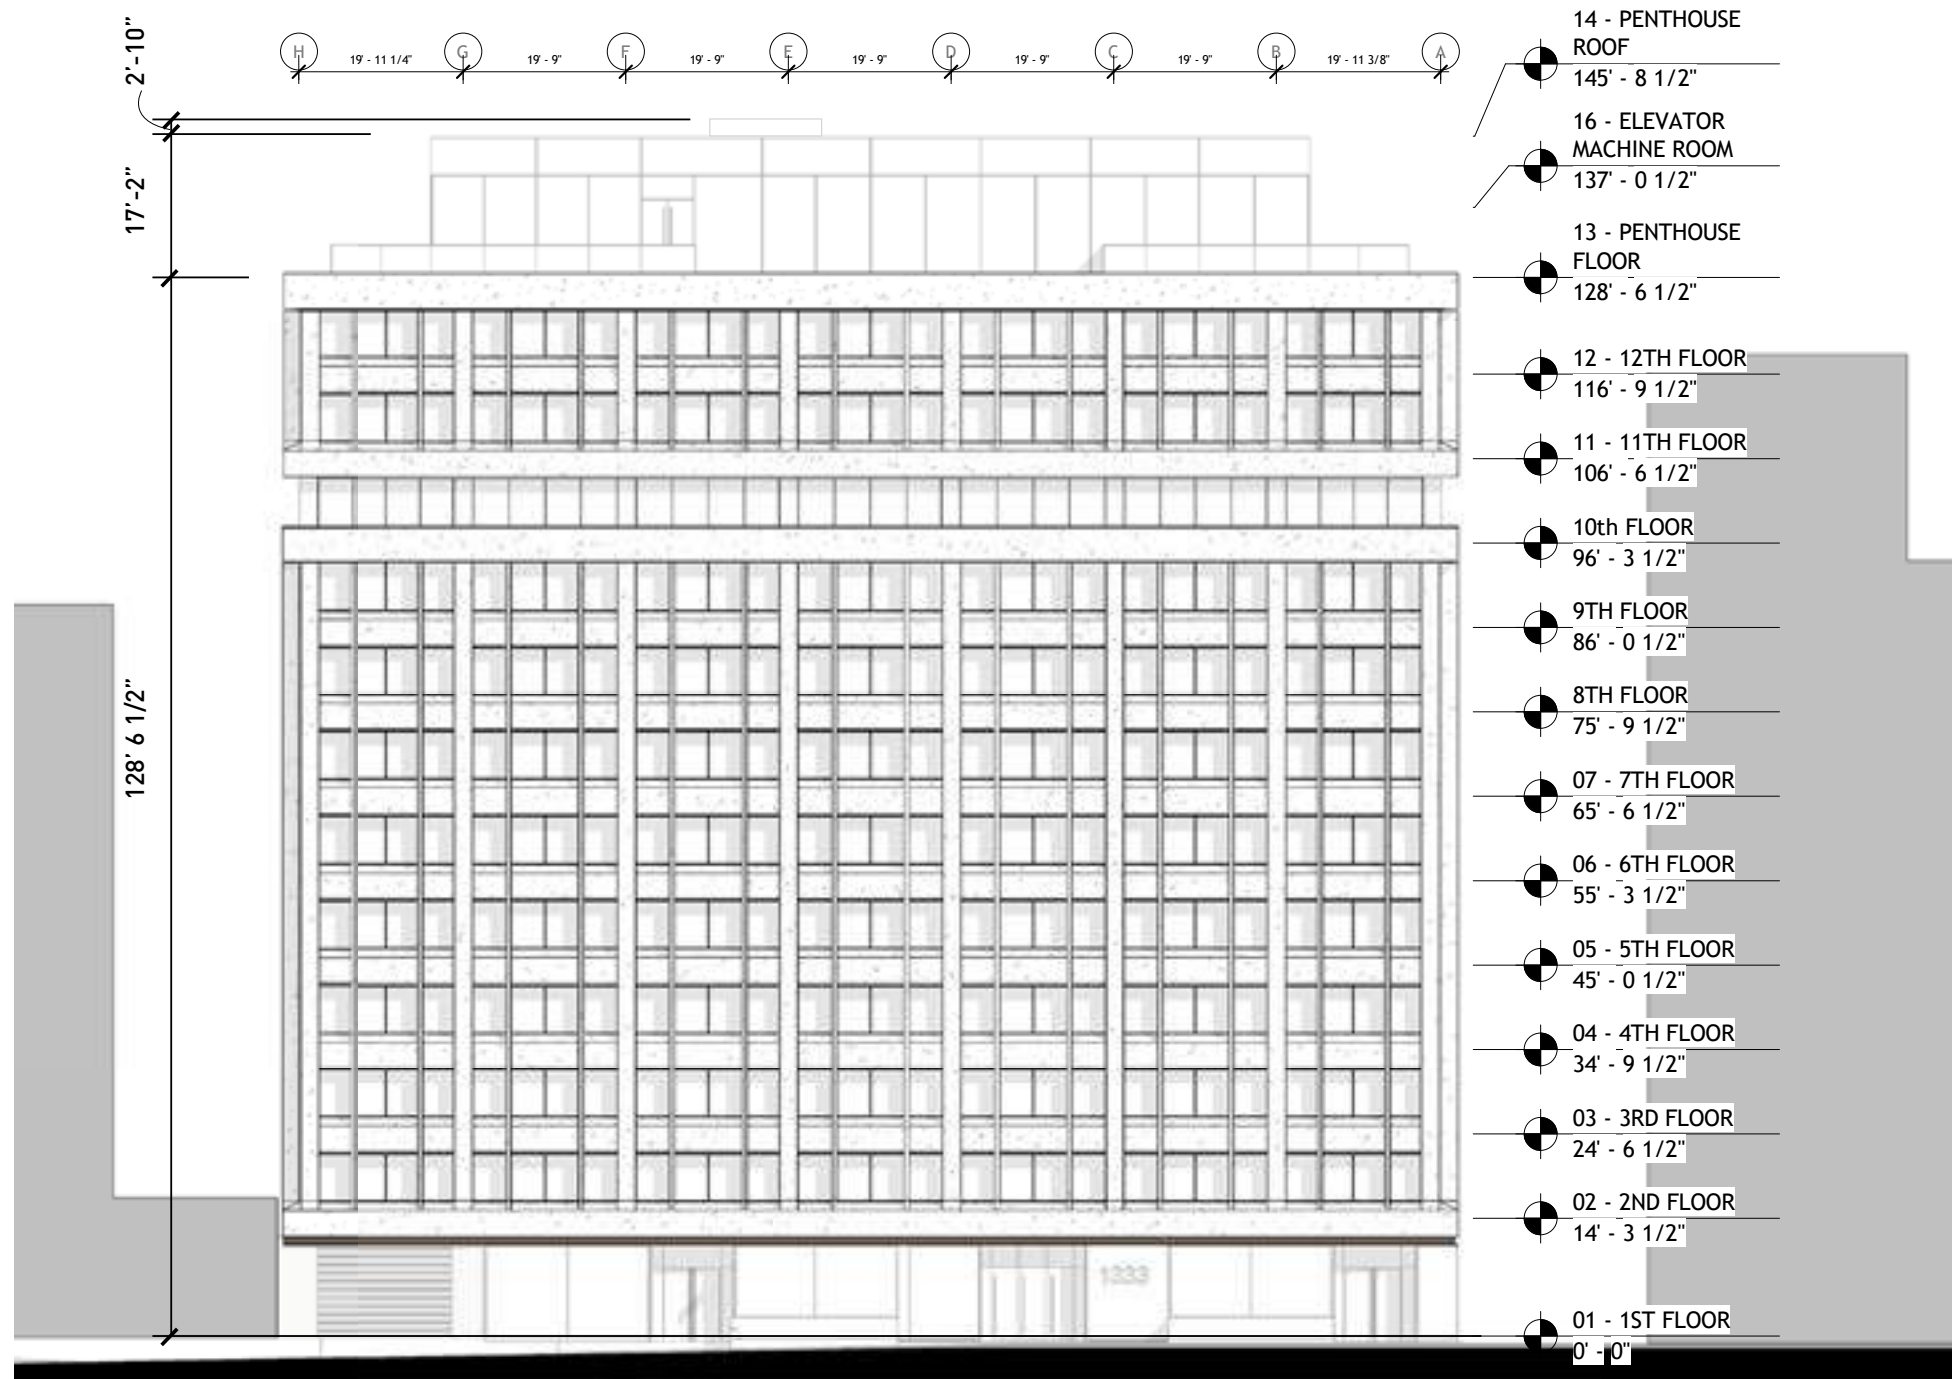 H
19' - 11 1/4"
G
19' - 9"
F
19' - 9"
E
19' - 9"
D
19' - 9"
C
19' - 9"
B
19' - 11 3/8"
A
2'-10"
17'-2"
128' 6 1/2"
14 - PENTHOUSE
ROOF
145' - 8 1/2"
16 - ELEVATOR
MACHINE ROOM
137' - 0 1/2"
13 - PENTHOUSE
FLOOR
128' - 6 1/2"
12 - 12TH FLOOR
116' - 9 1/2"
11 - 11TH FLOOR
106' - 6 1/2"
10th FLOOR
96' - 3 1/2"
9TH FLOOR
86' - 0 1/2"
8TH FLOOR
75' - 9 1/2"
07 - 7TH FLOOR
65' - 6 1/2"
06 - 6TH FLOOR
55' - 3 1/2"
05 - 5TH FLOOR
45' - 0 1/2"
04 - 4TH FLOOR
34' - 9 1/2"
03 - 3RD FLOOR
24' - 6 1/2"
02 - 2ND FLOOR
14' - 3 1/2"
1333
01 - 1ST FLOOR
0' - 0"